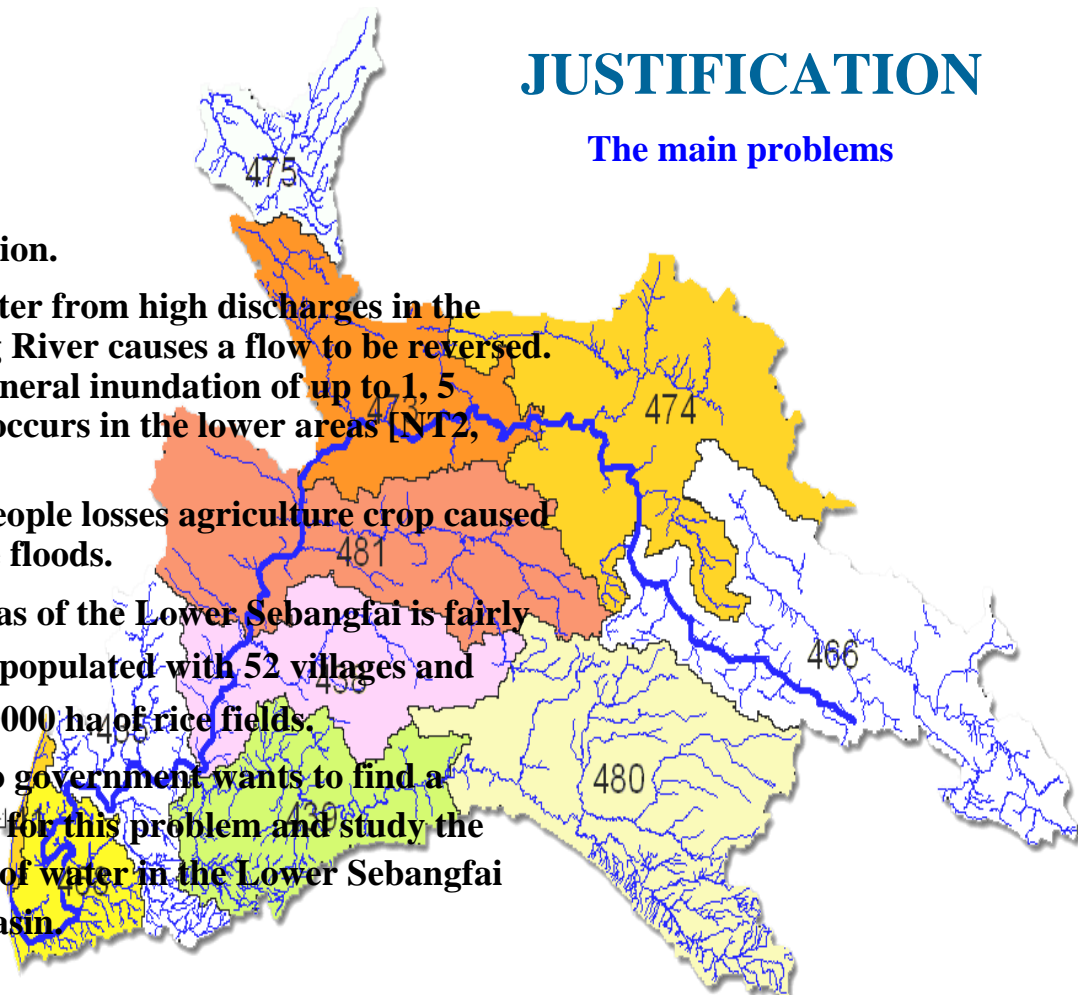 JUSTIFICATION
The main problems
475
ion.
ter from high discharges in the
g River causes a flow to be reversed.
neral inundation of up to 1, 5
occurs in the lower areas [NT2,
473
474
eople losses agriculture crop caused
floods.
481
as of the Lower Sebangfai is fairly
populated with 52 villages and
466
000 ha of rice fields.
o government wants to find a
480
for this problem and study the
439
of water in the Lower Sebangfai
asin.